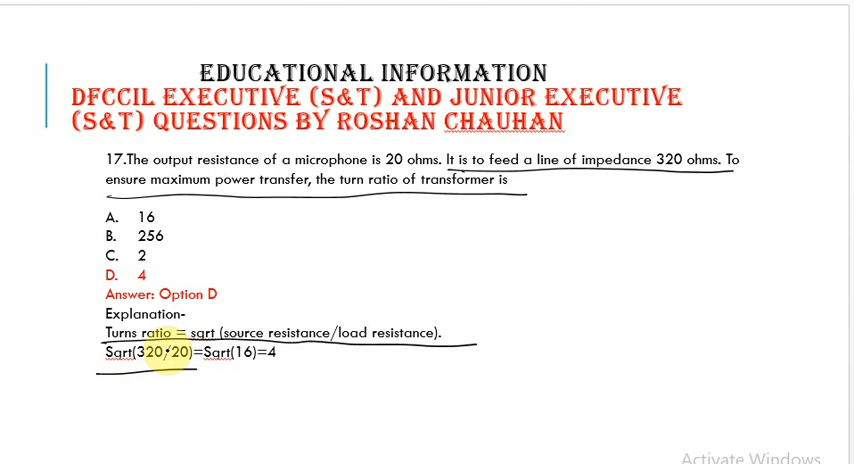 EDUCATIONAL INFORMATION
DFCCIL EXECUTIVE (S&T) AND JUNIOR EXECUTIVE
(S&T) QUESTIONS BY ROSHAN CHAUHAN
17.The output resistance of a microphone is 20 ohms. It is to feed a line of impedance 320 ohms. To
ensure maximum power transfer, the turn ratio of transformer is
A. 16
B. 256
C. 2
D. 4
Answer: Option D
Explanation-
Turns ratio = sqrt (source resistance/load resistance).
Sqrt(320/20)=Sqrt(16)=4
Activate Windows